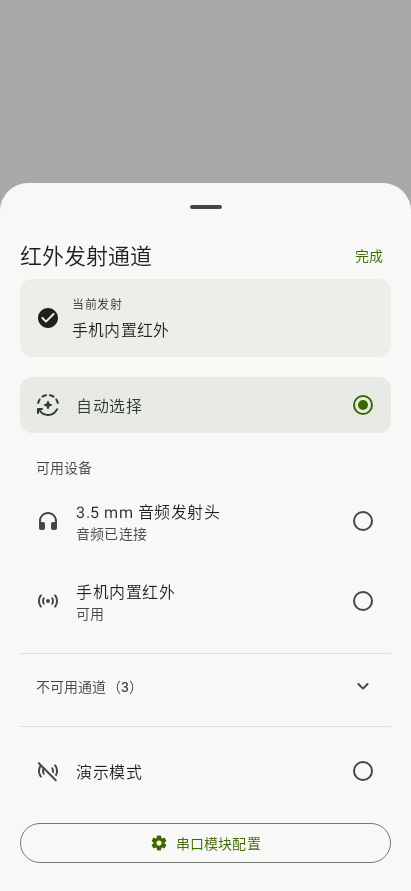 红外发射通道
完成
当前发射
手机内置红外
自动选择
可用设备
3.5 mm 音频发射头
音频已连接
手机内置红外
可用
不可用通道（3）
演示模式
串口模块配置